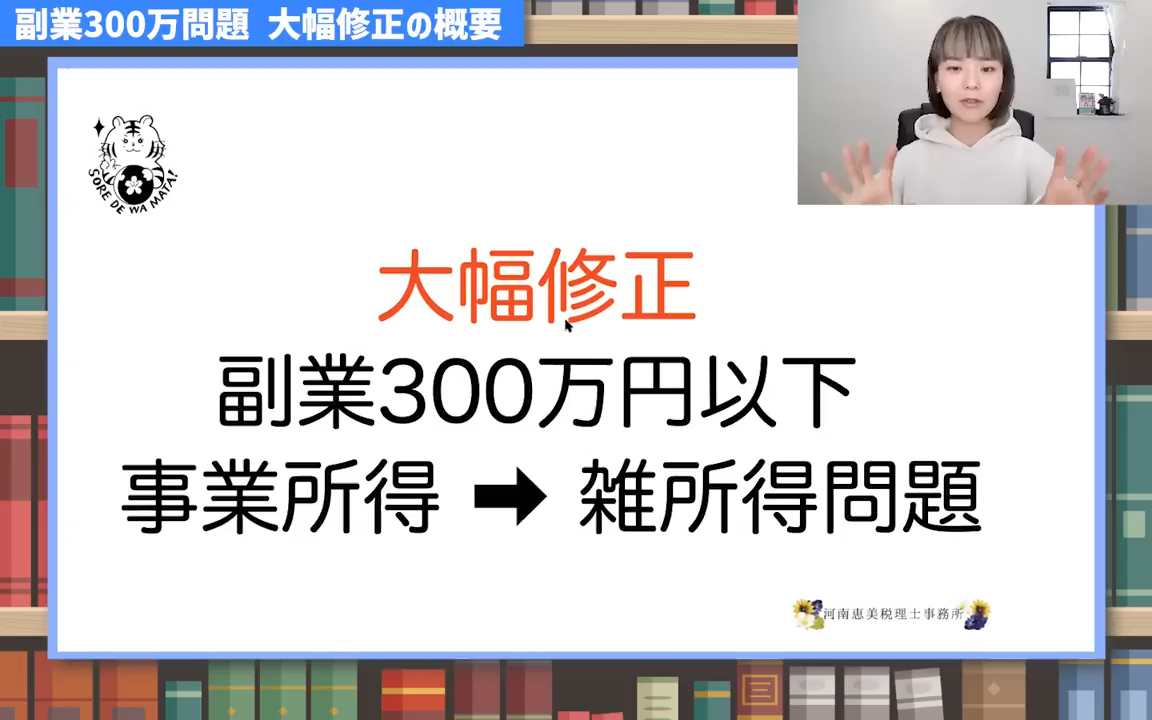 副業300万問題 大幅修正の概要
SORE DE WA MATA!
大幅修正
副業300万円以下
事業所得 ➡ 雑所得問題
河南恵美税理士事務所